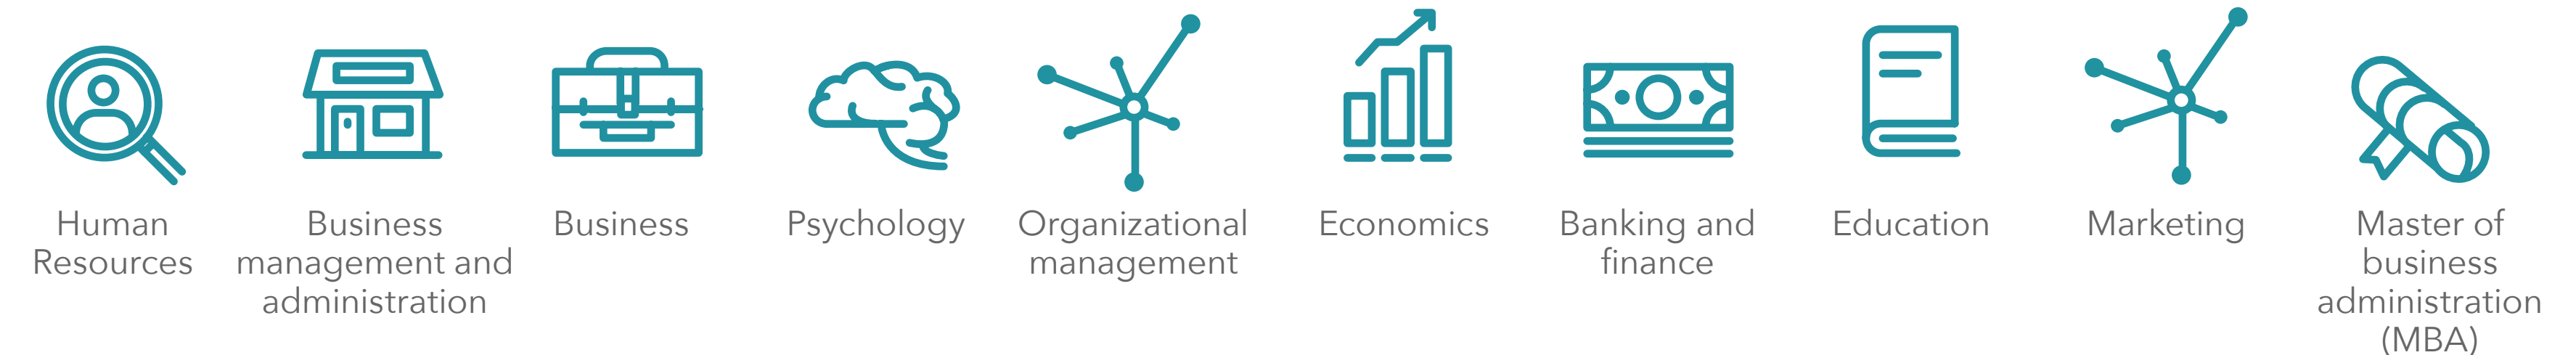 Human
Resources
Business
management and
administration
Business
Psychology
Organizational
management
Economics
Banking and
finance
Education
Marketing
Master of
business
administration
(MBA)